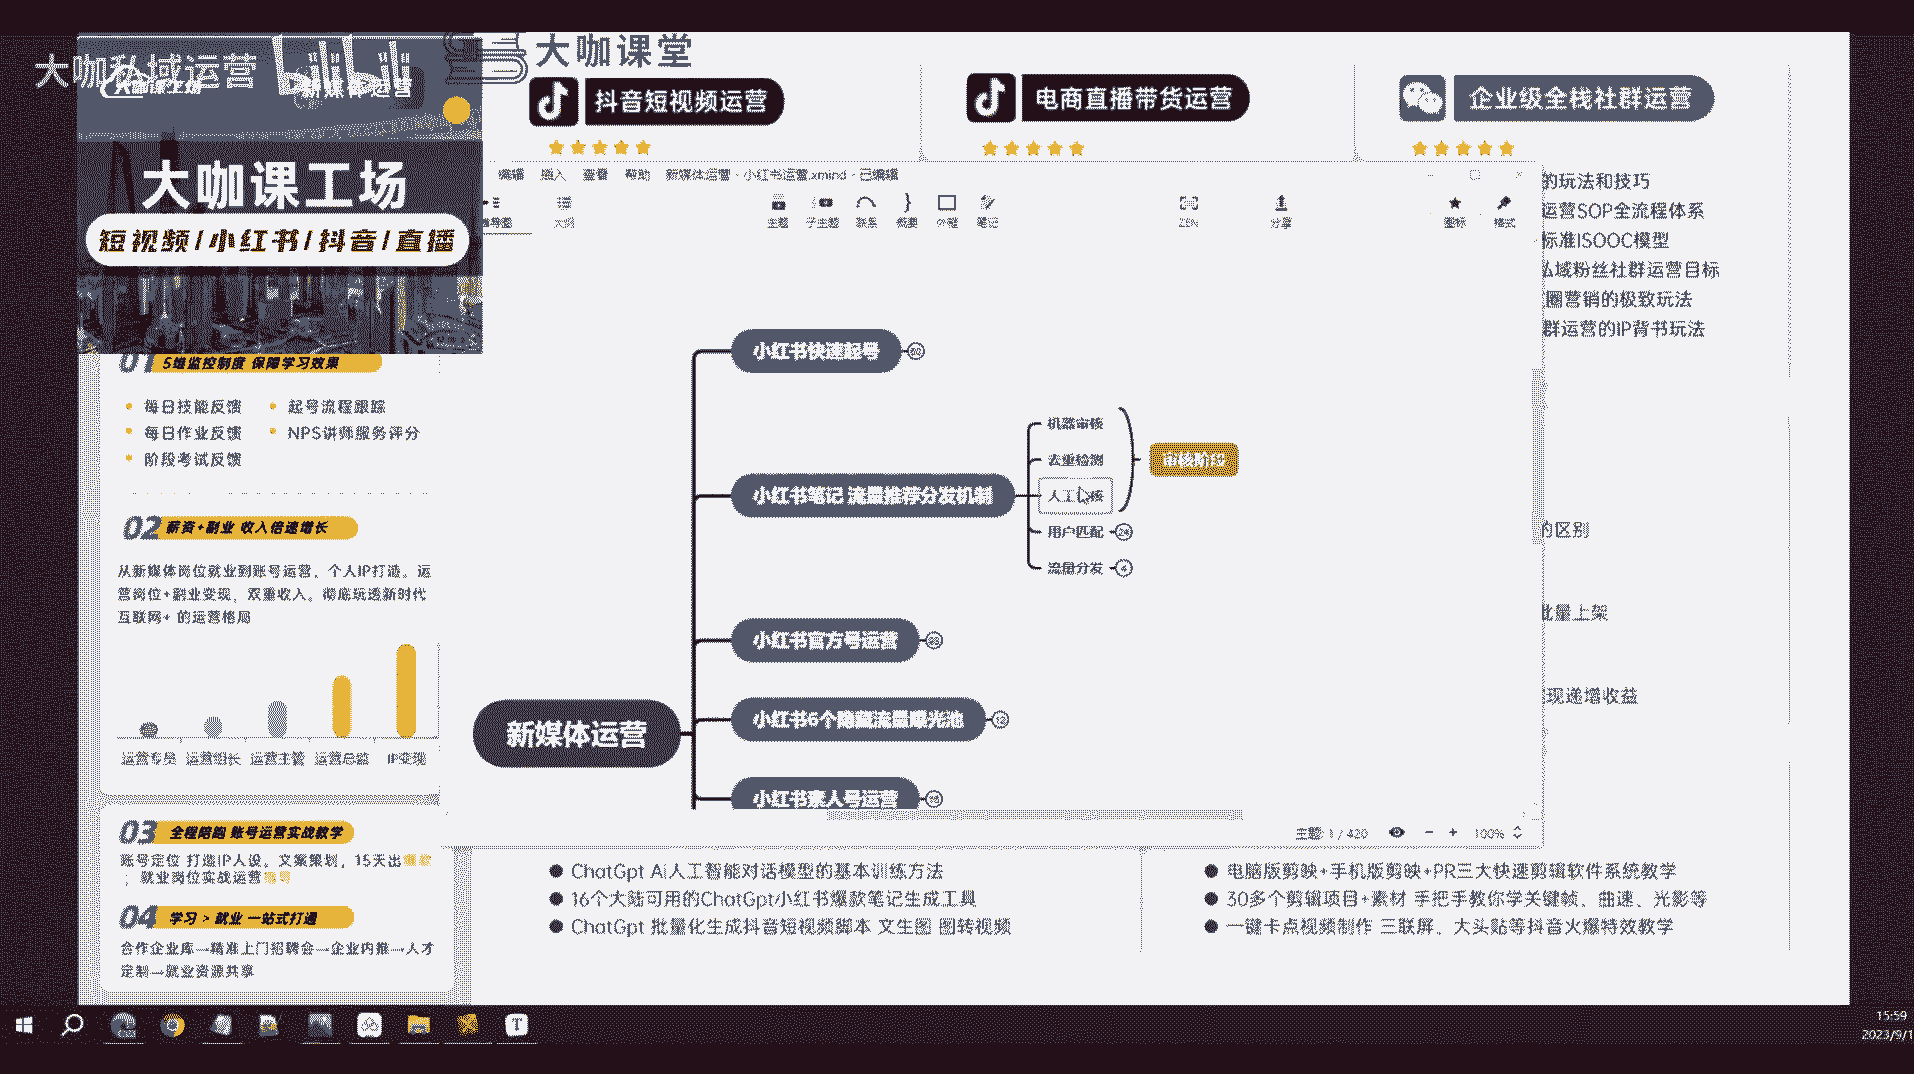 大咖私域运营
新媒体运营
大咖课工场
短视频/小红书/抖音/直播
大咖课堂
抖音短视频运营
电商直播带货运营
企业级全栈社群运营
编辑 插入 查看 帮助 新媒体运营 - 小红书运营.xmind - 已编辑
导图 大纲 主题 子主题 联系 概要 外框 笔记 ZEN 分享 图标 格式
小红书快速起号
小红书笔记 流量推荐分发机制
机器审核
去重检测
人工审核
用户匹配 24
流量分发 4
审核阶段
小红书官方号运营
小红书6个隐藏流量曝光池 12
新媒体运营
小红书素人号运营
主题: 1 / 420
100%
的玩法和技巧
运营SOP全流程体系
标准ISOOC模型
私域粉丝社群运营目标
圈营销的极致玩法
群运营的IP背书玩法
的区别
批量上架
现递增收益
01 5维监控制度 保障学习效果
每日技能反馈 起号流程跟踪
每日作业反馈 NPS讲师服务评分
阶段考试反馈
02 薪资+副业 收入倍速增长
从新媒体岗位就业到账号运营，个人IP打造。运
营岗位+副业变现，双重收入。彻底玩透新时代
互联网+ 的运营格局
运营专员 运营组长 运营主管 运营总监 IP变现
03 全程陪跑 账号运营实战教学
账号定位 打造IP人设。文案策划，15天出
；就业岗位实战运营
04 学习 > 就业 一站式打通
合作企业库→精准上门招聘会→企业内推→人才
定制→就业资源共享
ChatGpt Ai人工智能对话模型的基本训练方法
16个大陆可用的ChatGpt小红书爆款笔记生成工具
ChatGpt 批量化生成抖音短视频脚本 文生图 图转视频
电脑版剪映+手机版剪映+PR三大快速剪辑软件系统教学
30多个剪辑项目+素材 手把手教你学关键帧、曲速、光影等
一键卡点视频制作 三联屏、大头贴等抖音火爆特效教学
15:59
2023/9/1